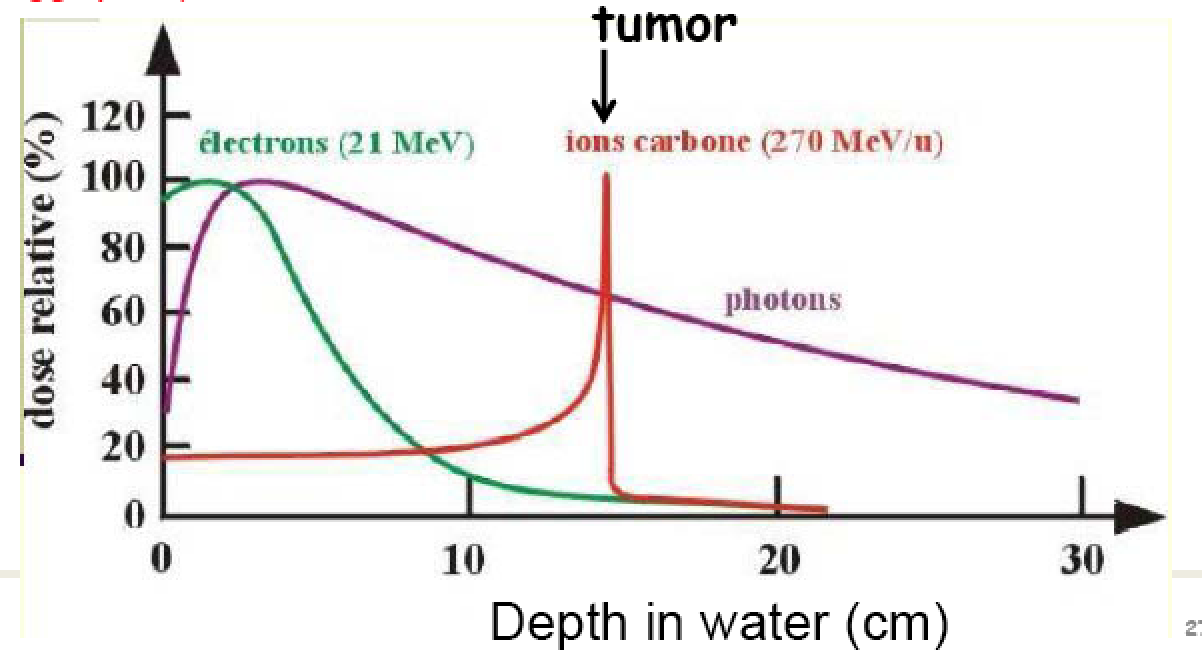 tumor
dose relative (%)
120
100
80
60
40
20
0
électrons (21 MeV)
ions carbone (270 MeV/u)
photons
0 10 20 30
Depth in water (cm)